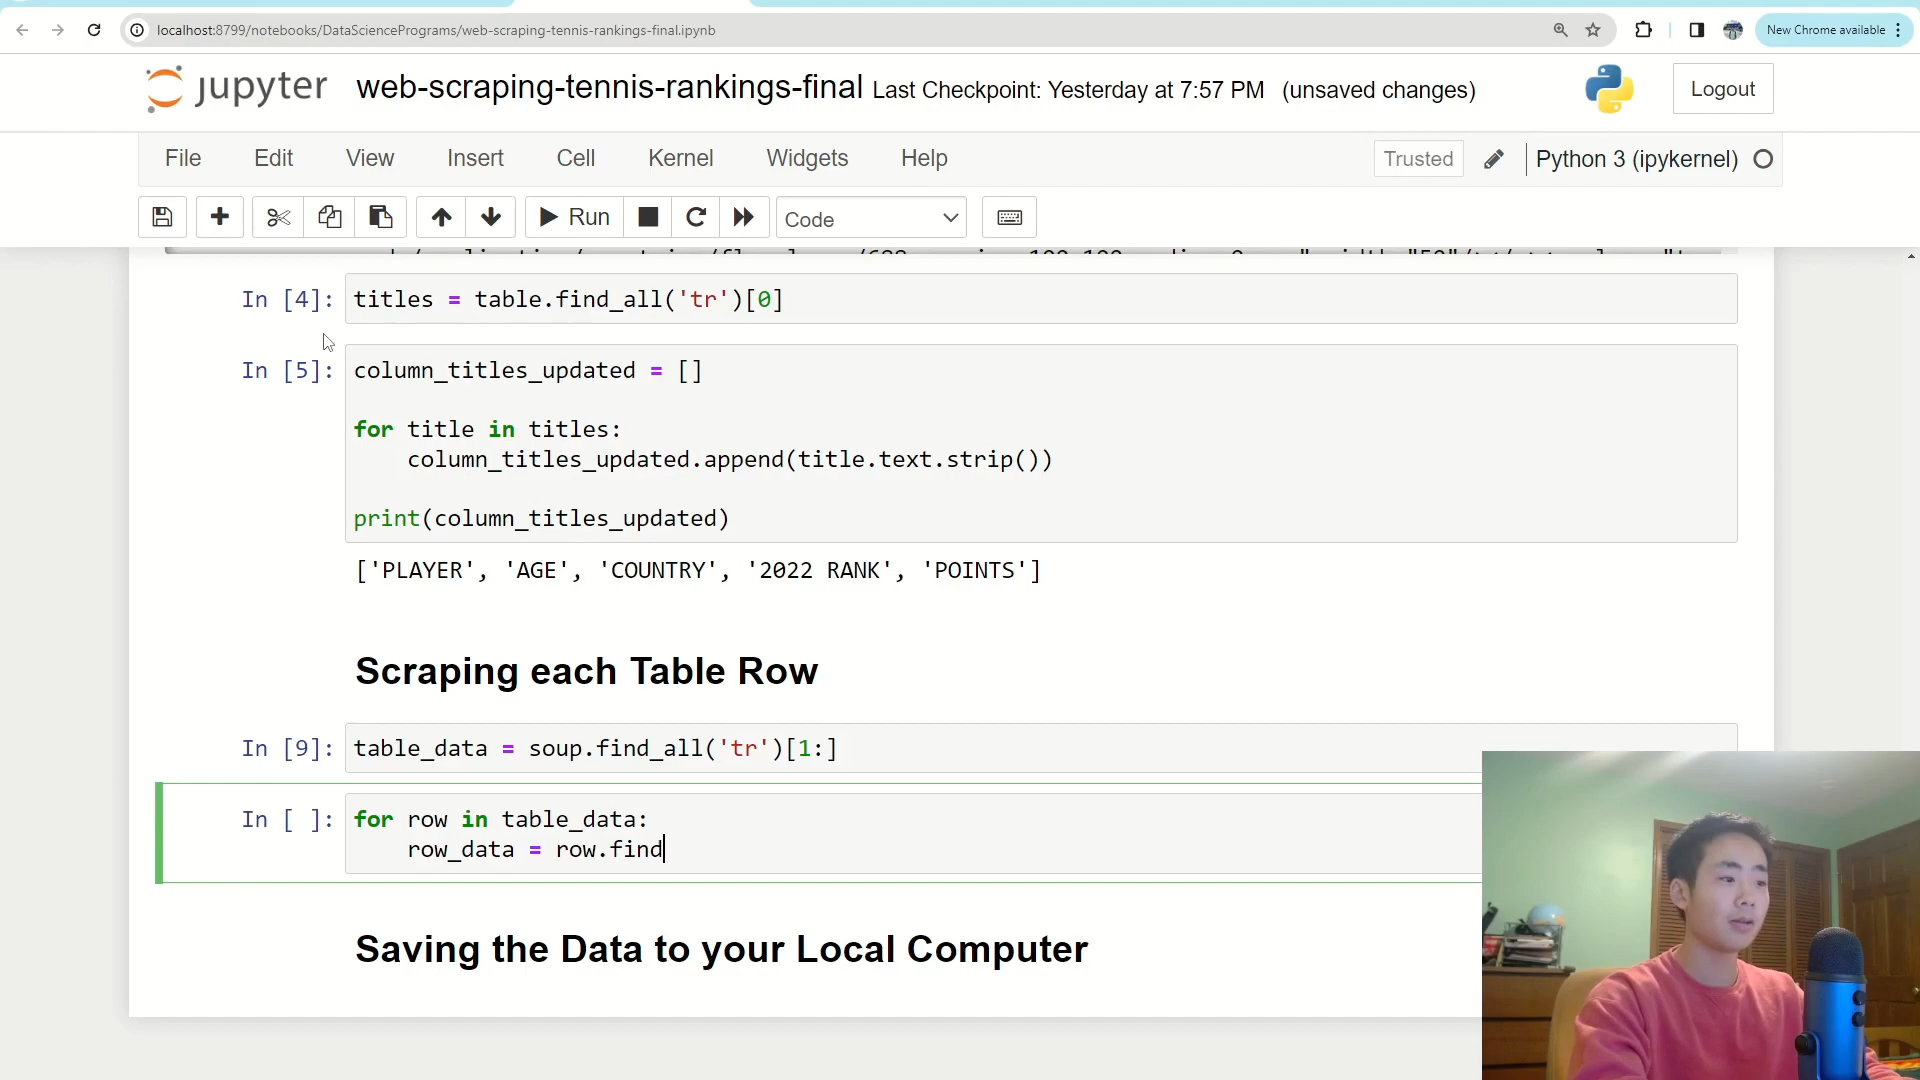 localhost:8799/notebooks/DataSciencePrograms/web-scraping-tennis-rankings-final.ipynb
New Chrome available
jupyter web-scraping-tennis-rankings-final Last Checkpoint: Yesterday at 7:57 PM (unsaved changes)
Logout
File Edit View Insert Cell Kernel Widgets Help
Trusted Python 3 (ipykernel)
Run Code
In [4]: titles = table.find_all('tr')[0]
In [5]: column_titles_updated = []
for title in titles:
column_titles_updated.append(title.text.strip())
print(column_titles_updated)
['PLAYER', 'AGE', 'COUNTRY', '2022 RANK', 'POINTS']
Scraping each Table Row
In [9]: table_data = soup.find_all('tr')[1:]
In [ ]: for row in table_data:
row_data = row.find
Saving the Data to your Local Computer